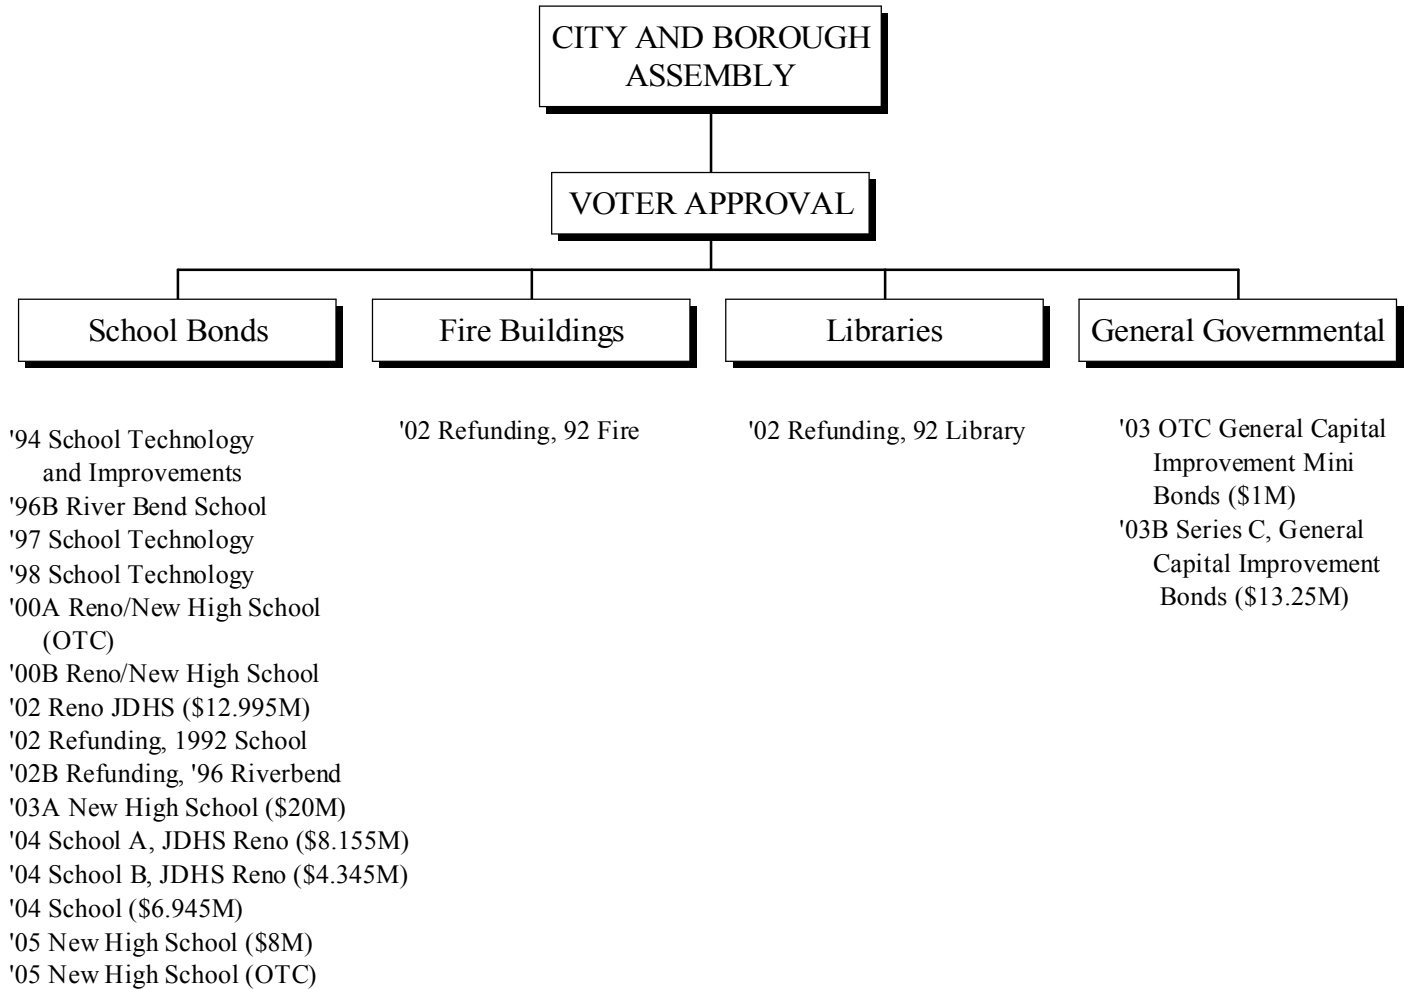 CITY AND BOROUGH
ASSEMBLY
VOTER APPROVAL
School Bonds
Fire Buildings
Libraries
General Governmental
'94 School Technology
and Improvements
'96B River Bend School
'97 School Technology
'98 School Technology
'00A Reno/New High School
(OTC)
'00B Reno/New High School
'02 Reno JDHS ($12.995M)
'02 Refunding, 1992 School
'02B Refunding, '96 Riverbend
'03A New High School ($20M)
'04 School A, JDHS Reno ($8.155M)
'04 School B, JDHS Reno ($4.345M)
'04 School ($6.945M)
'05 New High School ($8M)
'05 New High School (OTC)
'02 Refunding, 92 Fire
'02 Refunding, 92 Library
'03 OTC General Capital
Improvement Mini
Bonds ($1M)
'03B Series C, General
Capital Improvement
Bonds ($13.25M)